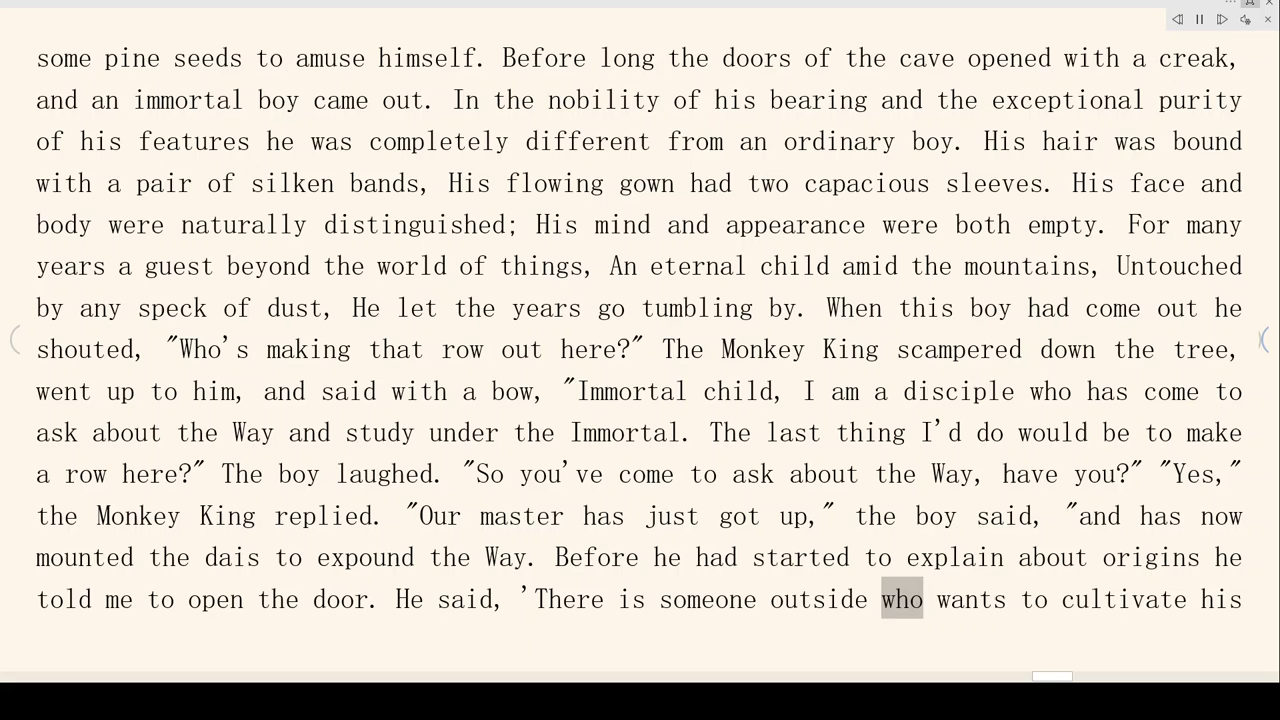 some pine seeds to amuse himself. Before long the doors of the cave opened with a creak,
and an immortal boy came out. In the nobility of his bearing and the exceptional purity
of his features he was completely different from an ordinary boy. His hair was bound
with a pair of silken bands, His flowing gown had two capacious sleeves. His face and
body were naturally distinguished; His mind and appearance were both empty. For many
years a guest beyond the world of things, An eternal child amid the mountains, Untouched
by any speck of dust, He let the years go tumbling by. When this boy had come out he
shouted, "Who's making that row out here?" The Monkey King scampered down the tree,
went up to him, and said with a bow, "Immortal child, I am a disciple who has come to
ask about the Way and study under the Immortal. The last thing I'd do would be to make
a row here?" The boy laughed. "So you've come to ask about the Way, have you?" "Yes,"
the Monkey King replied. "Our master has just got up," the boy said, "and has now
mounted the dais to expound the Way. Before he had started to explain about origins he
told me to open the door. He said, 'There is someone outside who wants to cultivate his